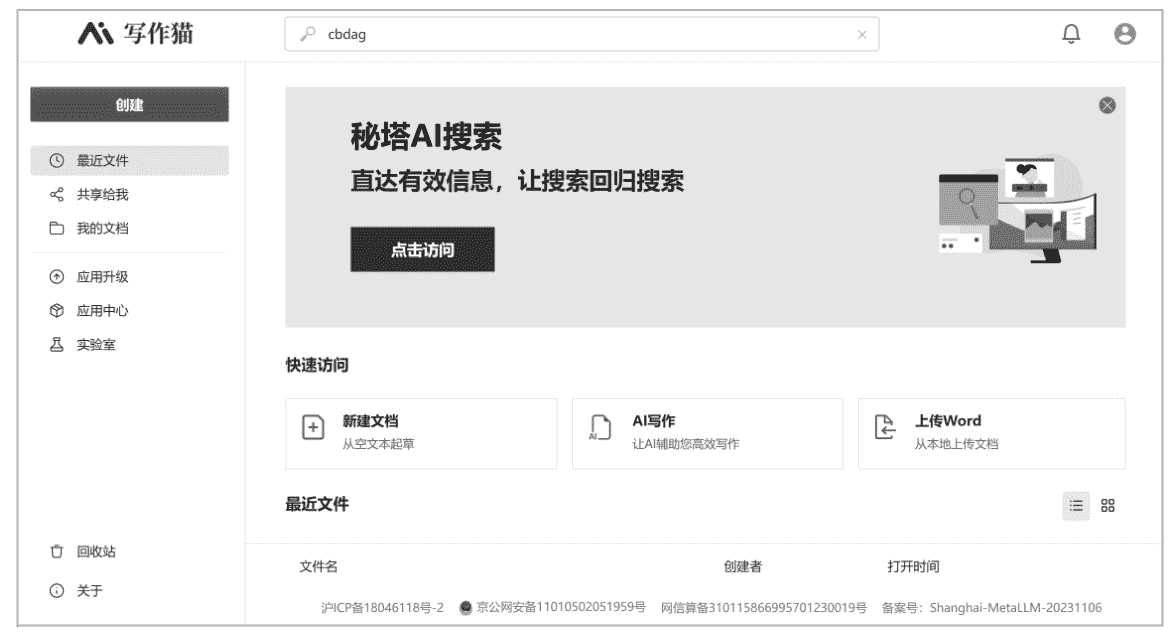 写作猫
cbdag
创建
最近文件
共享给我
我的文档
应用升级
应用中心
实验室
回收站
关于
秘塔AI搜索
直达有效信息，让搜索回归搜索
点击访问
快速访问
新建文档
从空文本起草
AI写作
让AI辅助您高效写作
上传Word
从本地上传文档
最近文件
文件名 创建者 打开时间
沪ICP备18046118号-2 京公网安备11010502051959号 网信算备310115866995701230019号 备案号：Shanghai-MetaLLM-20231106